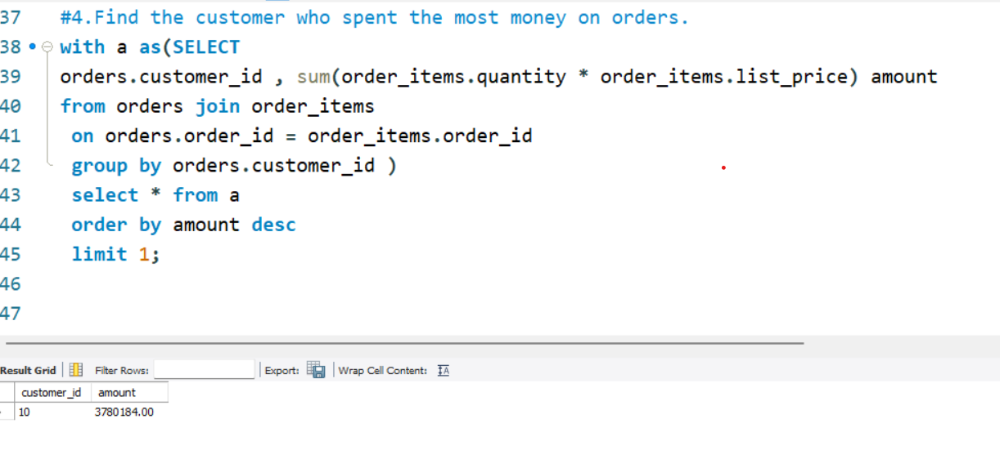 37 #4.Find the customer who spent the most money on orders.
38 with a as(SELECT
39 orders.customer_id , sum(order_items.quantity * order_items.list_price) amount
40 from orders join order_items
41 on orders.order_id = order_items.order_id
42 group by orders.customer_id )
43 select * from a
44 order by amount desc
45 limit 1;
46
47
Result Grid Filter Rows: Export: Wrap Cell Content: IA
customer_id amount
10 3780184.00